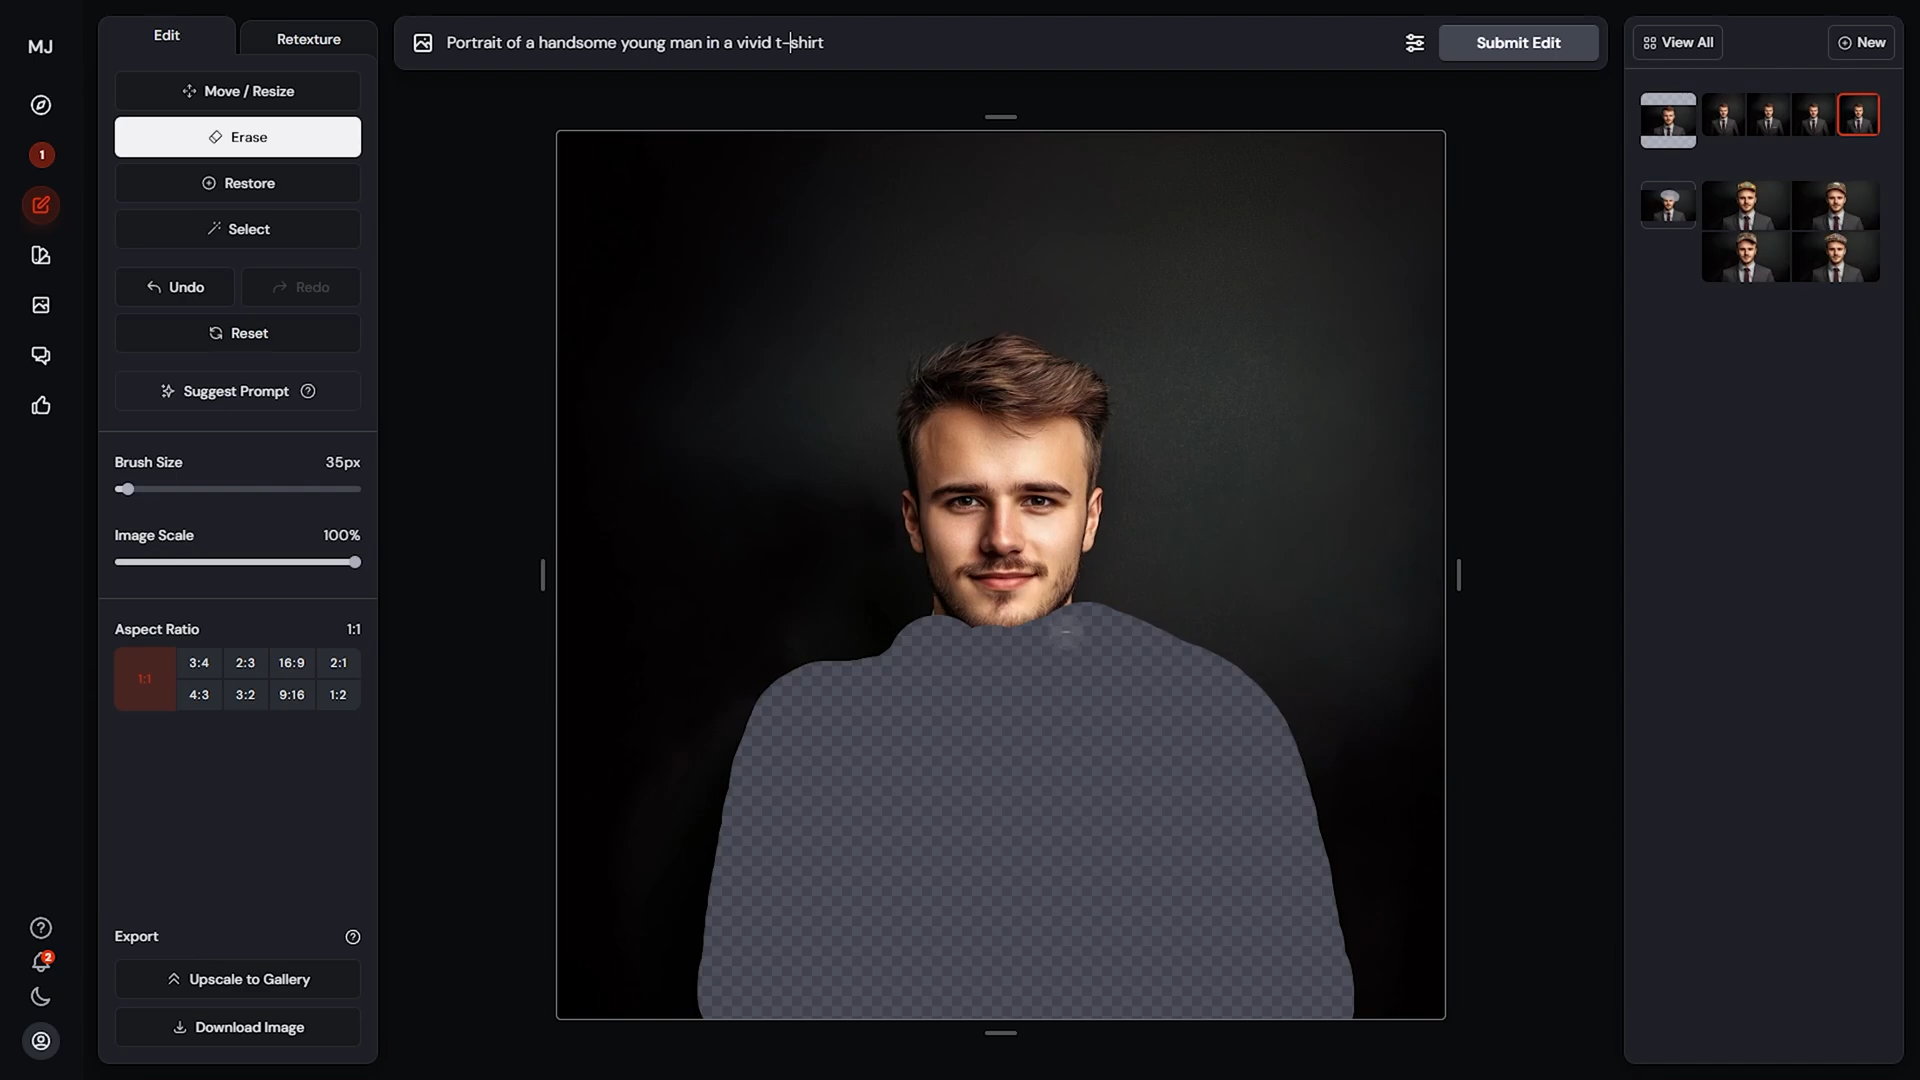 MJ
1
2
Edit
Retexture
Move / Resize
Erase
Restore
Select
Undo
Redo
Reset
Suggest Prompt
Brush Size 35px
Image Scale 100%
Aspect Ratio 1:1
1:1
3:4 2:3 16:9 2:1
4:3 3:2 9:16 1:2
Export
Upscale to Gallery
Download Image
Portrait of a handsome young man in a vivid t-shirt
Submit Edit
View All
New